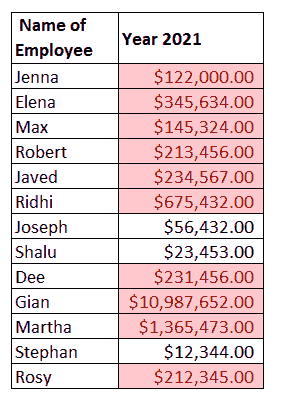 Name of Employee Year 2021
Jenna $122,000.00
Elena $345,634.00
Max $145,324.00
Robert $213,456.00
Javed $234,567.00
Ridhi $675,432.00
Joseph $56,432.00
Shalu $23,453.00
Dee $231,456.00
Gian $10,987,652.00
Martha $1,365,473.00
Stephan $12,344.00
Rosy $212,345.00